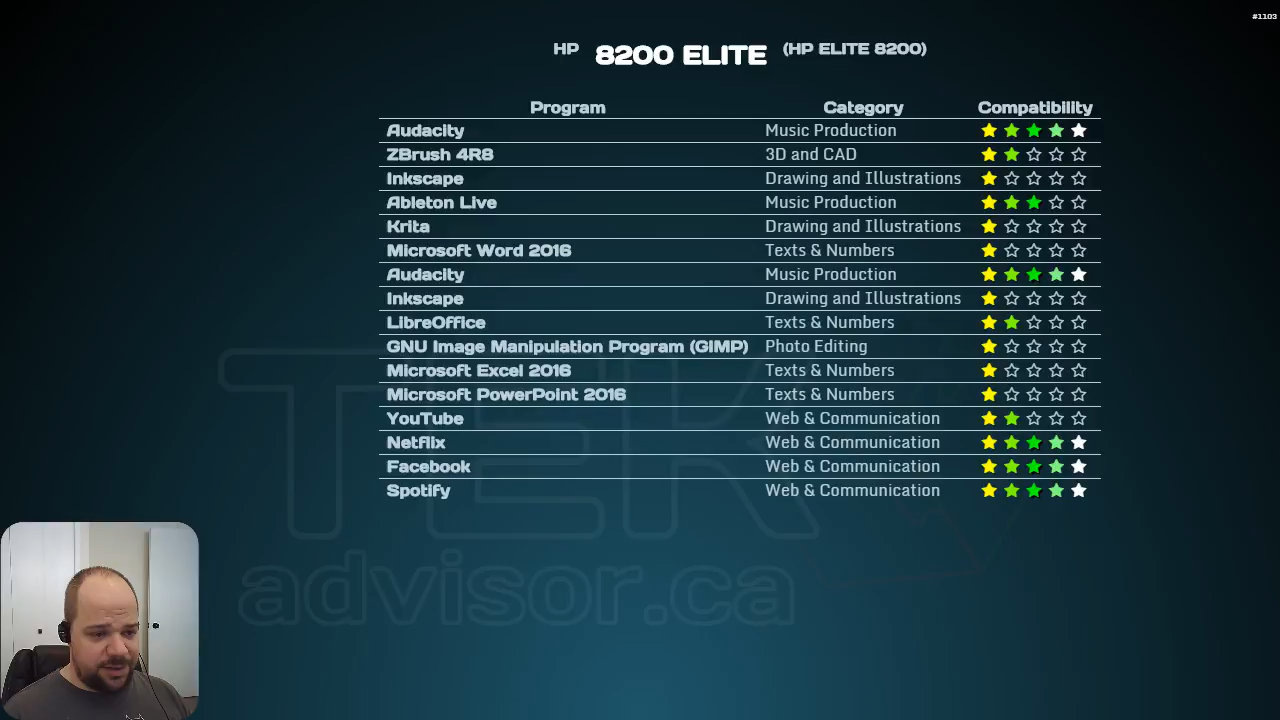 #1103
HP 8200 ELITE (HP ELITE 8200)
Program Category Compatibility
Audacity Music Production
ZBrush 4R8 3D and CAD
Inkscape Drawing and Illustrations
Ableton Live Music Production
Krita Drawing and Illustrations
Microsoft Word 2016 Texts & Numbers
Audacity Music Production
Inkscape Drawing and Illustrations
LibreOffice Texts & Numbers
GNU Image Manipulation Program (GIMP) Photo Editing
Microsoft Excel 2016 Texts & Numbers
Microsoft PowerPoint 2016 Texts & Numbers
YouTube Web & Communication
Netflix Web & Communication
Facebook Web & Communication
Spotify Web & Communication
TEK
advisor.ca